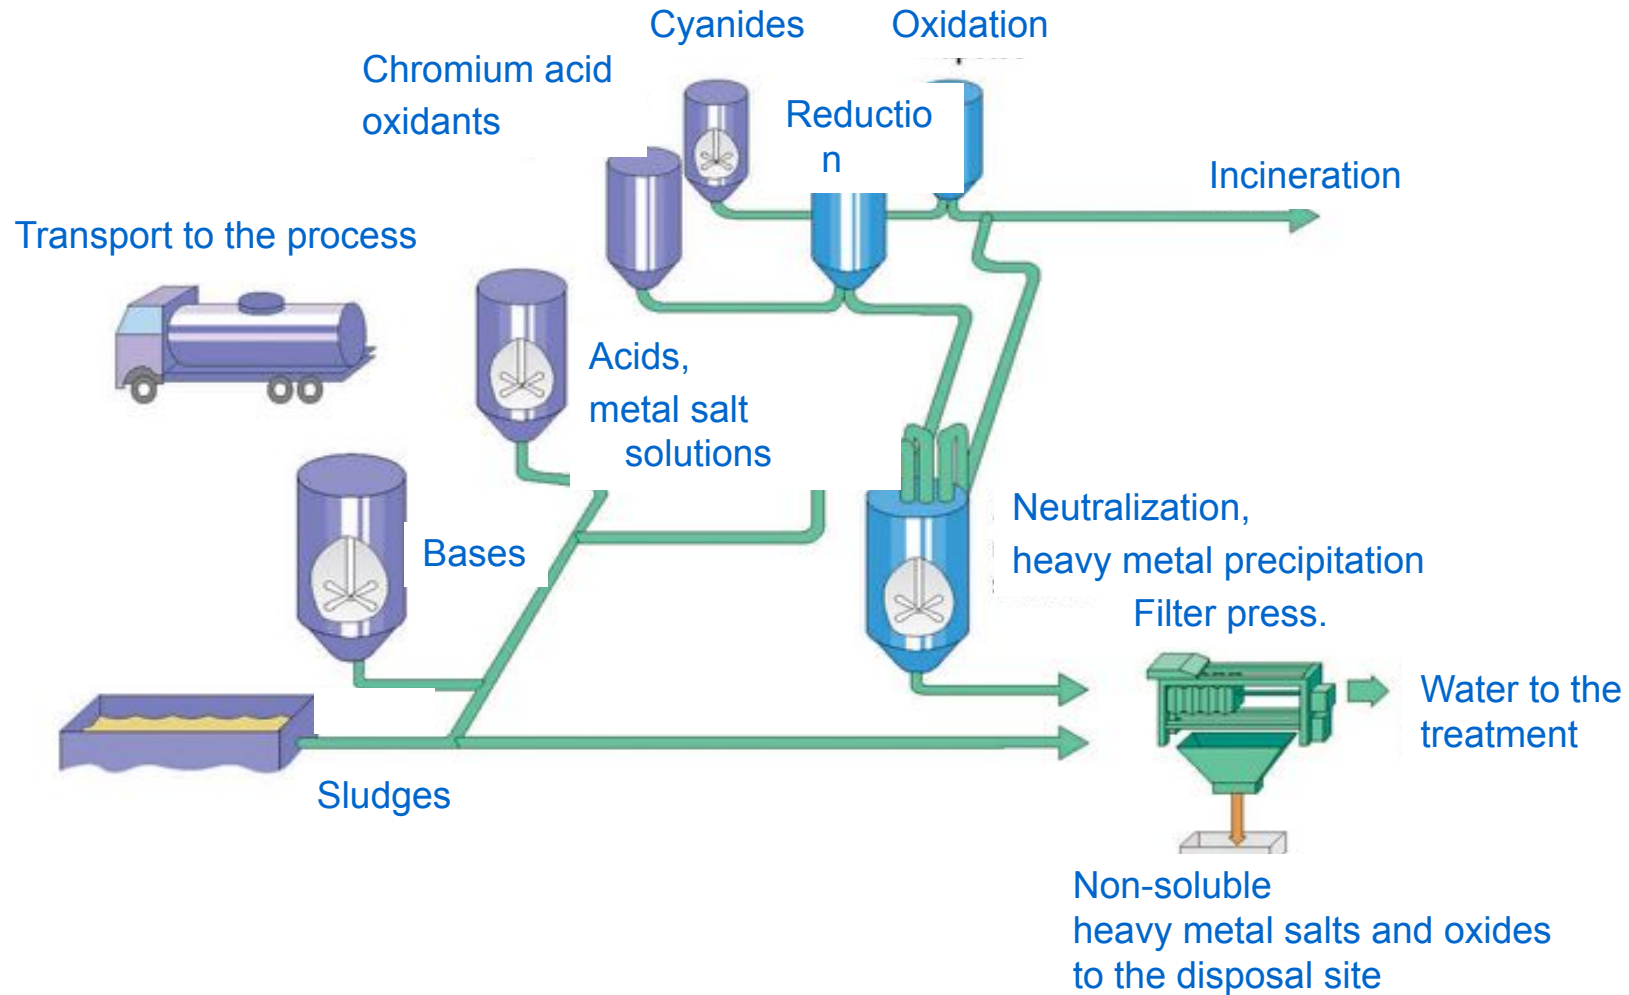 Cyanides
Oxidation
Chromium acid
oxidants
Reductio
n
Incineration
Transport to the process
Acids,
metal salt
solutions
Bases
Neutralization,
heavy metal precipitation
Filter press.
Water to the
treatment
Sludges
Non-soluble
heavy metal salts and oxides
to the disposal site